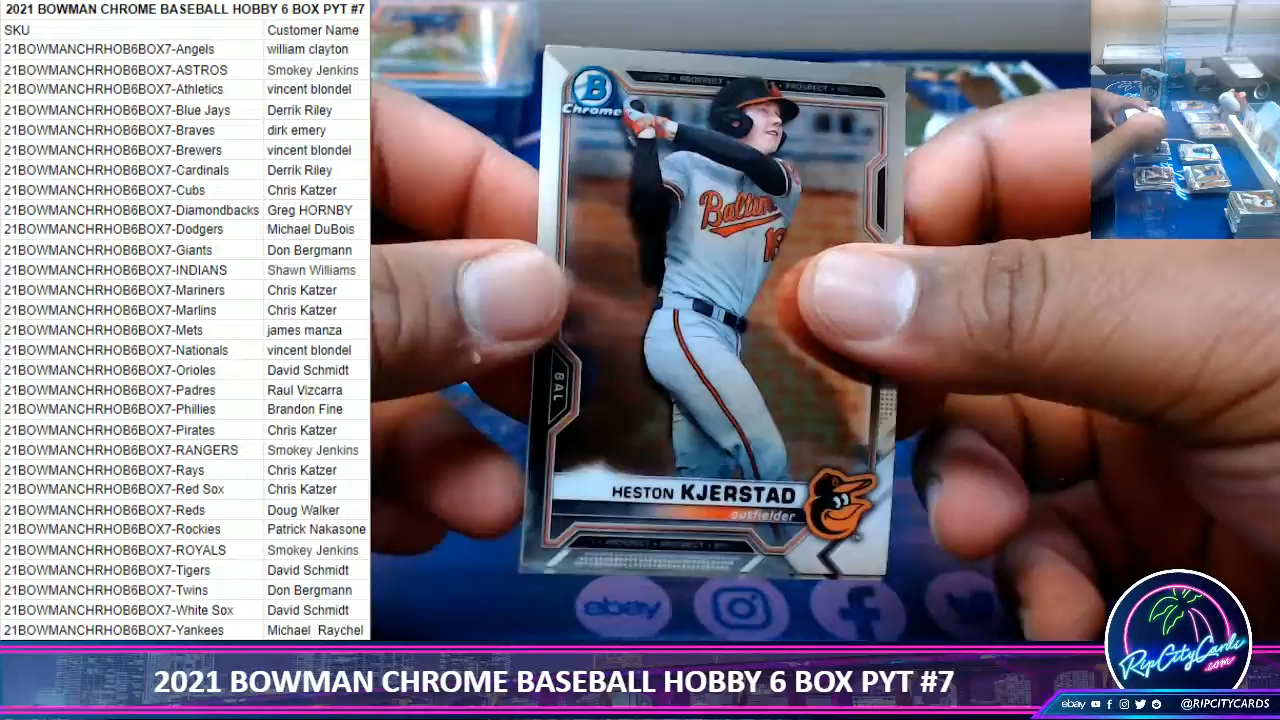 2021 BOWMAN CHROME BASEBALL HOBBY 6 BOX PYT #7
SKU Customer Name
21BOWMANCHRHOB6BOX7-Angels william clayton
21BOWMANCHRHOB6BOX7-ASTROS Smokey Jenkins
21BOWMANCHRHOB6BOX7-Athletics vincent blondel
21BOWMANCHRHOB6BOX7-Blue Jays Derrik Riley
21BOWMANCHRHOB6BOX7-Braves dirk emery
21BOWMANCHRHOB6BOX7-Brewers vincent blondel
21BOWMANCHRHOB6BOX7-Cardinals Derrik Riley
21BOWMANCHRHOB6BOX7-Cubs Chris Katzer
21BOWMANCHRHOB6BOX7-Diamondbacks Greg HORNBY
21BOWMANCHRHOB6BOX7-Dodgers Michael DuBois
21BOWMANCHRHOB6BOX7-Giants Don Bergmann
21BOWMANCHRHOB6BOX7-INDIANS Shawn Williams
21BOWMANCHRHOB6BOX7-Mariners Chris Katzer
21BOWMANCHRHOB6BOX7-Marlins Chris Katzer
21BOWMANCHRHOB6BOX7-Mets james manza
21BOWMANCHRHOB6BOX7-Nationals vincent blondel
21BOWMANCHRHOB6BOX7-Orioles David Schmidt
21BOWMANCHRHOB6BOX7-Padres Raul Vizcarra
21BOWMANCHRHOB6BOX7-Phillies Brandon Fine
21BOWMANCHRHOB6BOX7-Pirates Chris Katzer
21BOWMANCHRHOB6BOX7-RANGERS Smokey Jenkins
21BOWMANCHRHOB6BOX7-Rays Chris Katzer
21BOWMANCHRHOB6BOX7-Red Sox Chris Katzer
21BOWMANCHRHOB6BOX7-Reds Doug Walker
21BOWMANCHRHOB6BOX7-Rockies Patrick Nakasone
21BOWMANCHRHOB6BOX7-ROYALS Smokey Jenkins
21BOWMANCHRHOB6BOX7-Tigers David Schmidt
21BOWMANCHRHOB6BOX7-Twins Don Bergmann
21BOWMANCHRHOB6BOX7-White Sox David Schmidt
21BOWMANCHRHOB6BOX7-Yankees Michael Raychel
PROSPECT PROSPECT
B
Chrome
BAL
HESTON KJERSTAD
outfielder
ebay
RipCityCards
.com
2021 BOWMAN CHROME BASEBALL HOBBY 6 BOX PYT #7
ebay @RIPCITYCARDS